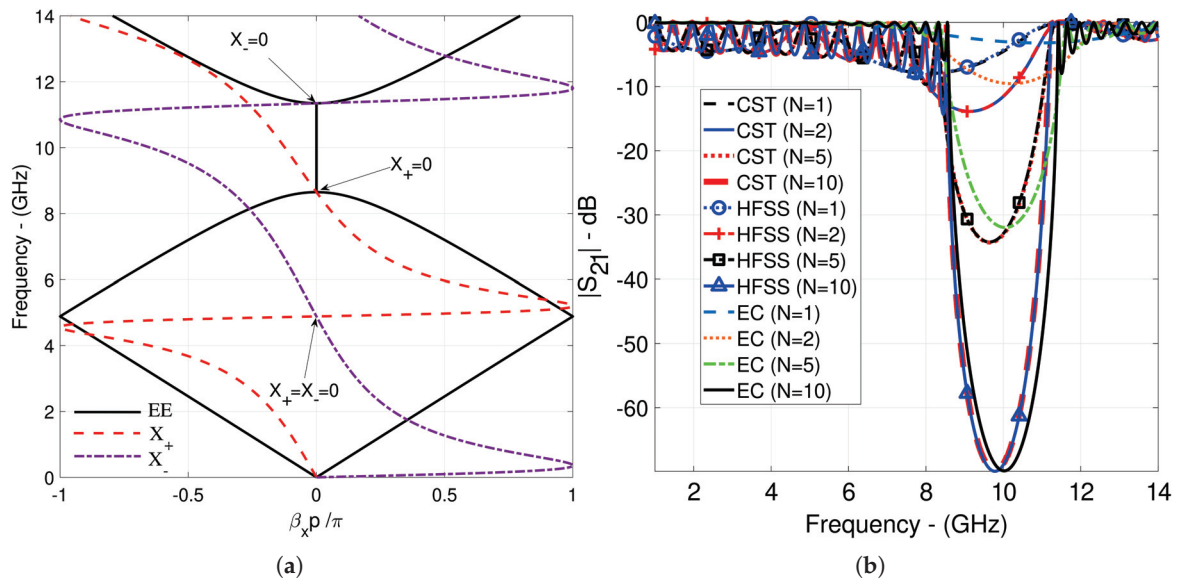 14
12
10
8
6
4
2
0
Frequency - (GHz)
X_=0
X+=0
X+=X_=0
EE
X+
X_
-1
-0.5
0
0.5
1
βxp/π
(a)
0
-10
-20
-30
-40
-50
-60
|S21| - dB
CST (N=1)
CST (N=2)
CST (N=5)
CST (N=10)
HFSS (N=1)
HFSS (N=2)
HFSS (N=5)
HFSS (N=10)
EC (N=1)
EC (N=2)
EC (N=5)
EC (N=10)
2
4
6
8
10
12
14
Frequency - (GHz)
(b)